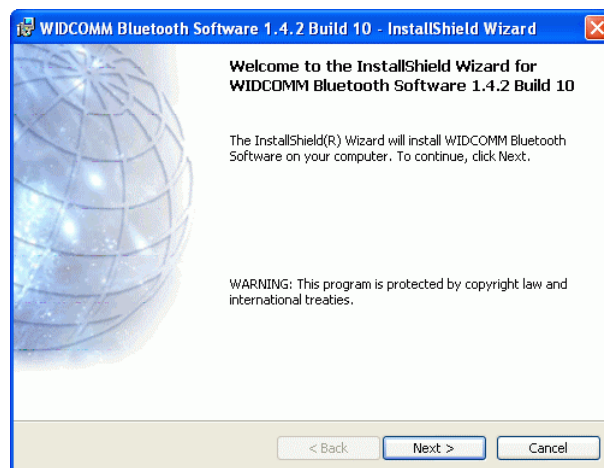 WIDCOMM Bluetooth Software 1.4.2 Build 10 - InstallShield Wizard
Welcome to the InstallShield Wizard for
WIDCOMM Bluetooth Software 1.4.2 Build 10
The InstallShield(R) Wizard will install WIDCOMM Bluetooth
Software on your computer. To continue, click Next.
WARNING: This program is protected by copyright law and
international treaties.
< Back Next > Cancel